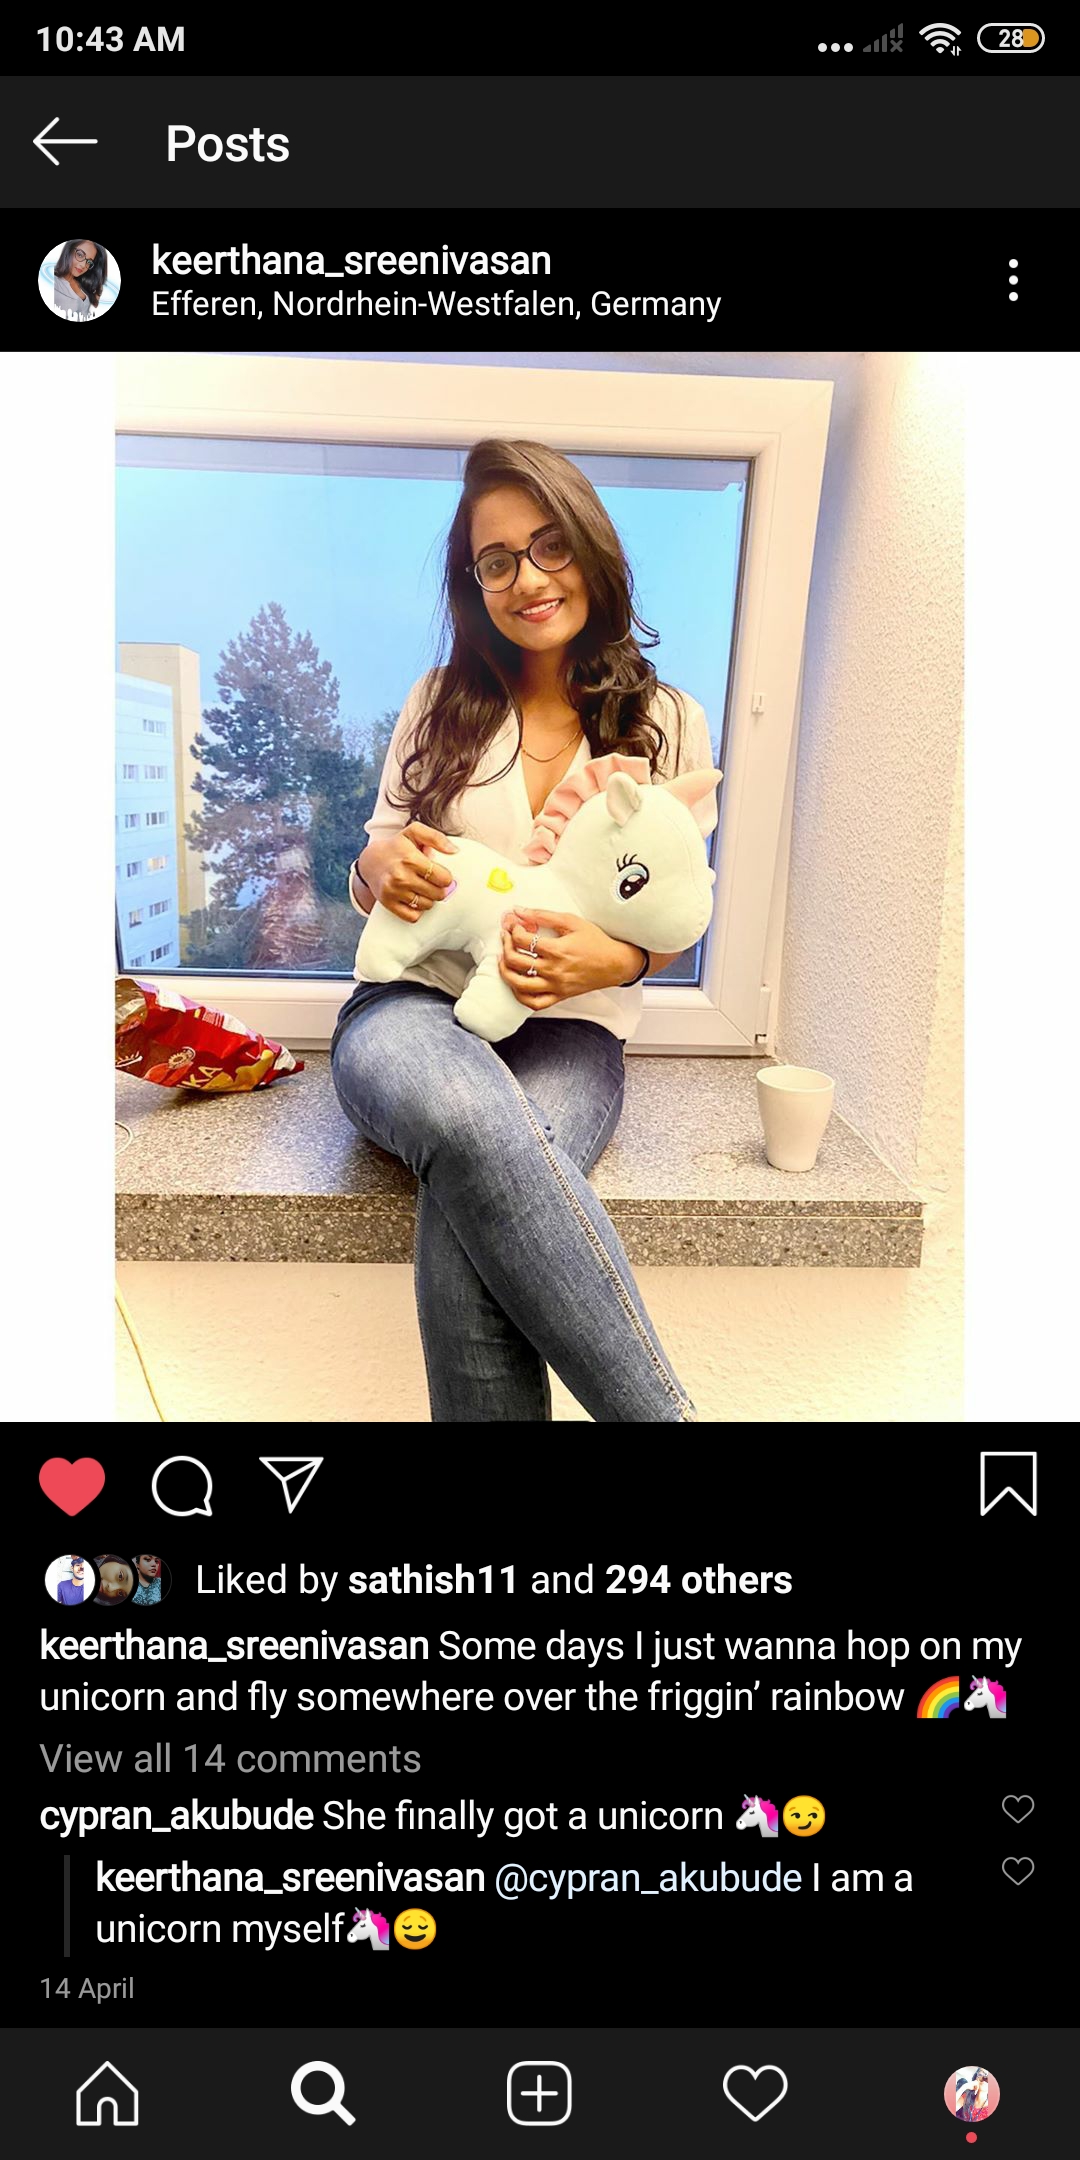 10:43 AM
28
Posts
keerthana_sreenivasan
Efferen, Nordrhein-Westfalen, Germany
Liked by sathish11 and 294 others
keerthana_sreenivasan Some days I just wanna hop on my
unicorn and fly somewhere over the friggin’ rainbow 🌈🦄
View all 14 comments
cypran_akubude She finally got a unicorn 🦄😏
keerthana_sreenivasan @cypran_akubude I am a
unicorn myself🦄😌
14 April